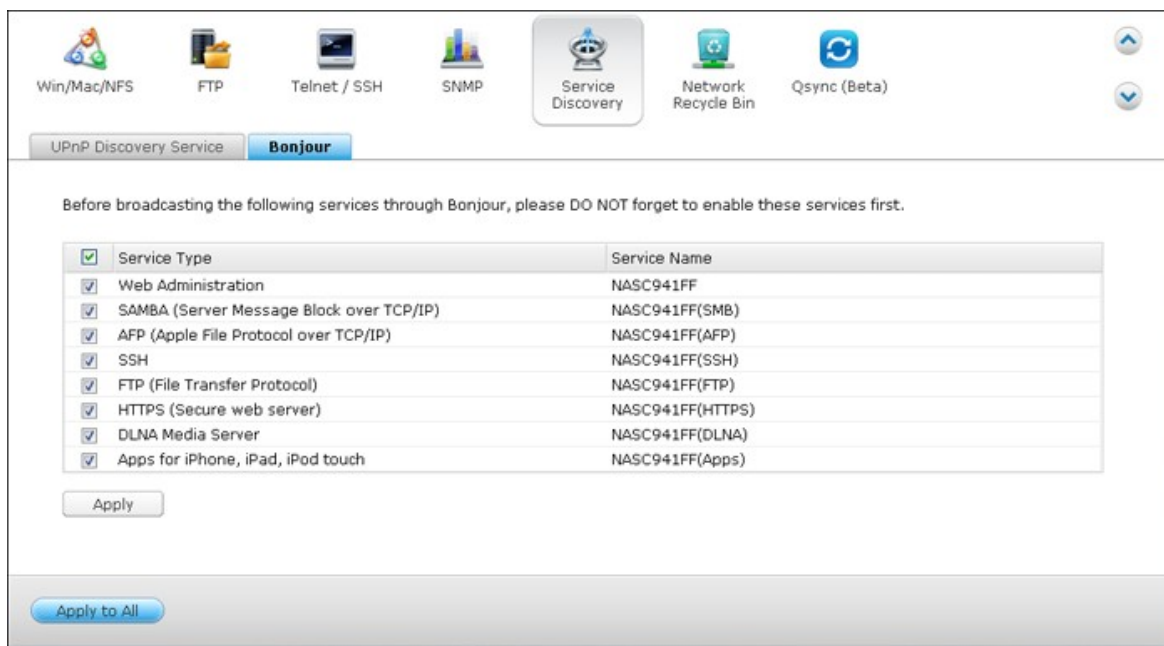 Win/Mac/NFS
FTP
Telnet / SSH
SNMP
Service
Discovery
Network
Recycle Bin
Qsync (Beta)
UPnP Discovery Service
Bonjour
Before broadcasting the following services through Bonjour, please DO NOT forget to enable these services first.
Service Type Service Name
Web Administration NASC941FF
SAMBA (Server Message Block over TCP/IP) NASC941FF(SMB)
AFP (Apple File Protocol over TCP/IP) NASC941FF(AFP)
SSH NASC941FF(SSH)
FTP (File Transfer Protocol) NASC941FF(FTP)
HTTPS (Secure web server) NASC941FF(HTTPS)
DLNA Media Server NASC941FF(DLNA)
Apps for iPhone, iPad, iPod touch NASC941FF(Apps)
Apply
Apply to All